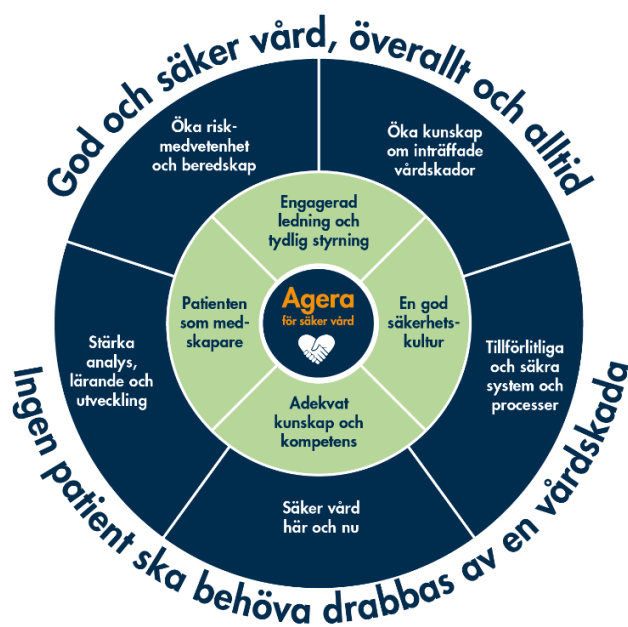 God och säker vård, överallt och alltid
Öka risk-
medvetenhet
och beredskap
Öka kunskap
om inträffade
vårdskador
Engagerad
ledning och
tydlig styrning
Patienten
som med-
skapare
Agera
för säker vård
En god
säkerhets-
kultur
Stärka
analys,
lärande och
utveckling
Tillförlitliga
och säkra
system och
processer
Adekvat
kunskap och
kompetens
Säker vård
här och nu
Ingen patient ska behöva drabbas av en vårdskada